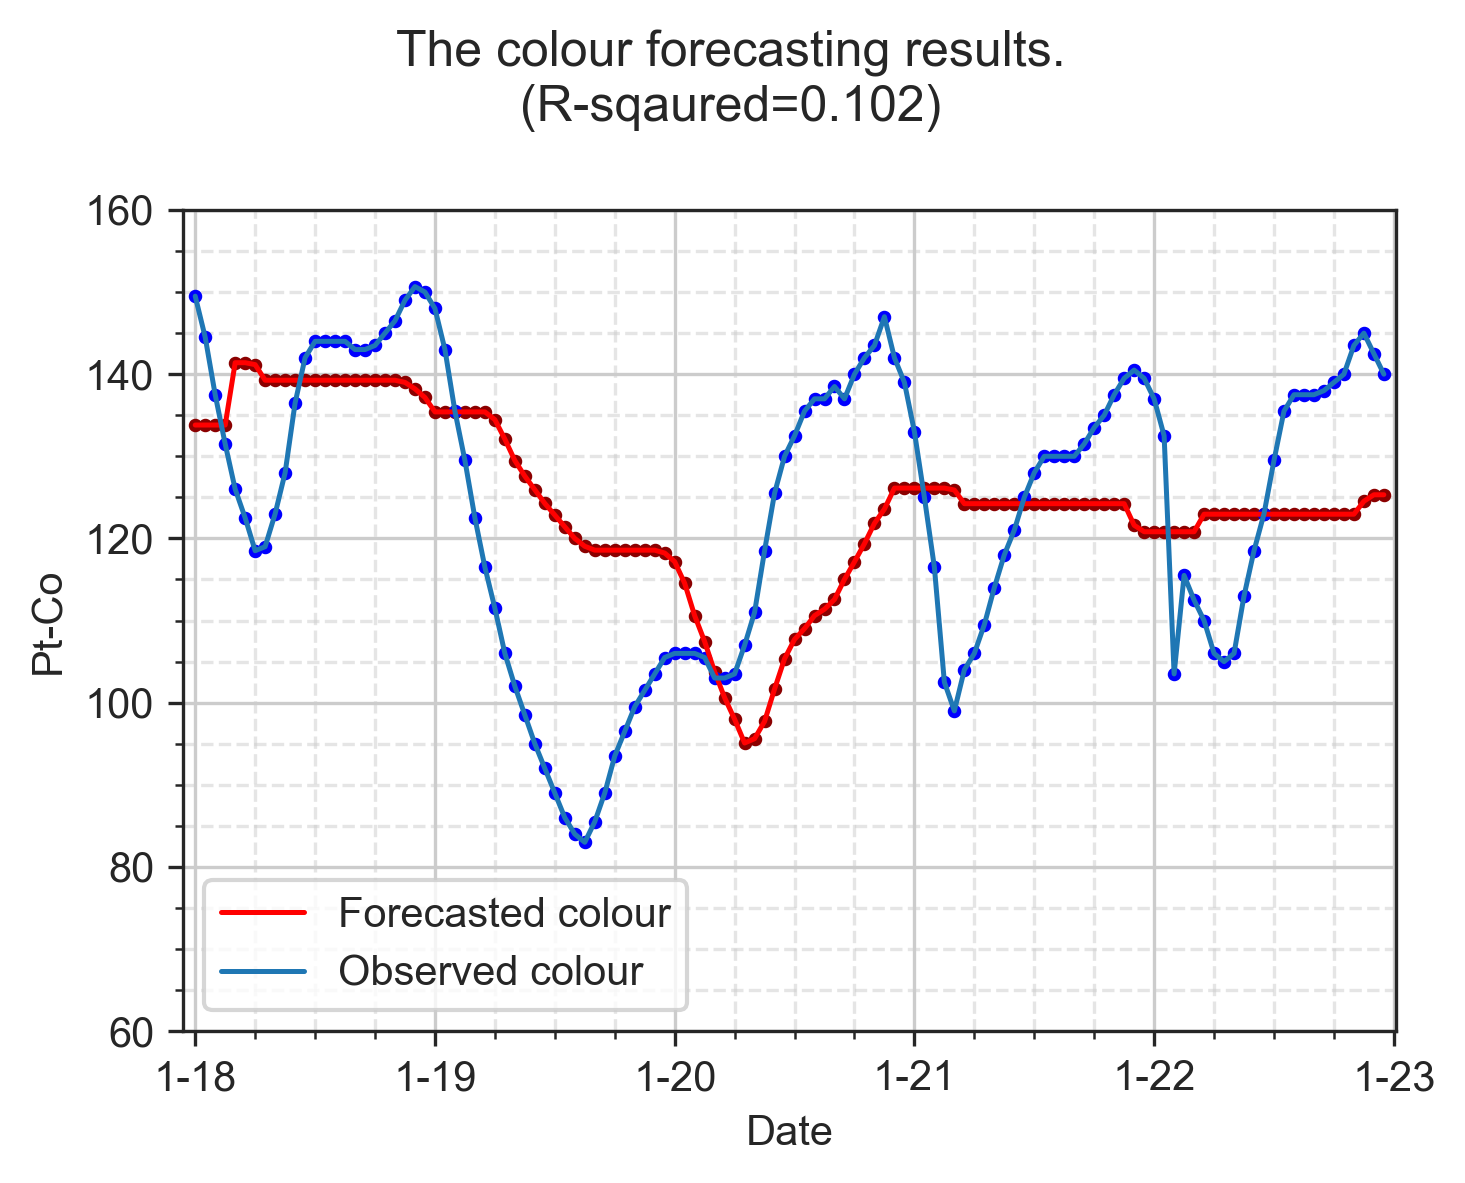 The colour forecasting results.
(R-sqaured=0.102)
160
140
120
100
80
60
Pt-Co
Forecasted colour
Observed colour
1-18 1-19 1-20 1-21 1-22 1-23
Date